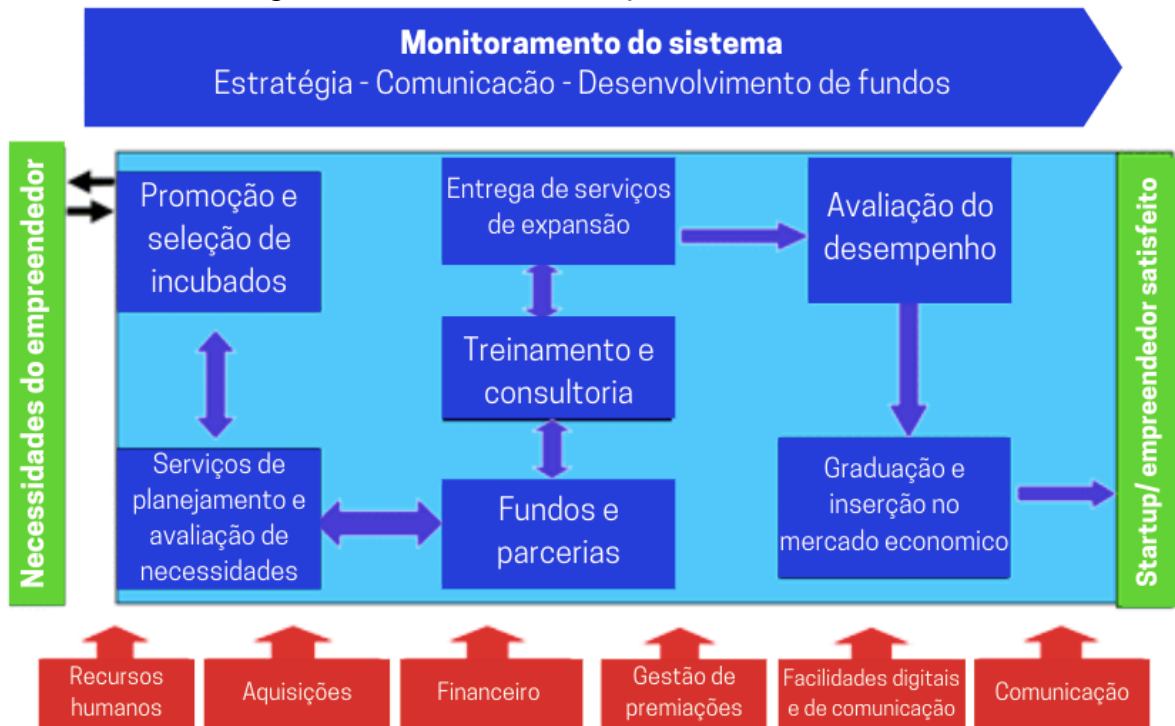 Monitoramento do sistema
Estratégia - Comunicacão - Desenvolvimento de fundos
Necessidades do empreendedor
Promoção e
seleção de
incubados
Entrega de serviços
de expansão
Avaliação do
desempenho
Treinamento e
consultoria
Serviços de
planejamento e
avaliação de
necessidades
Fundos e
parcerias
Graduação e
inserção no
mercado economico
Startup/ empreendedor satisfeito
Recursos
humanos
Aquisições
Financeiro
Gestão de
premiações
Facilidades digitais
e de comunicação
Comunicação